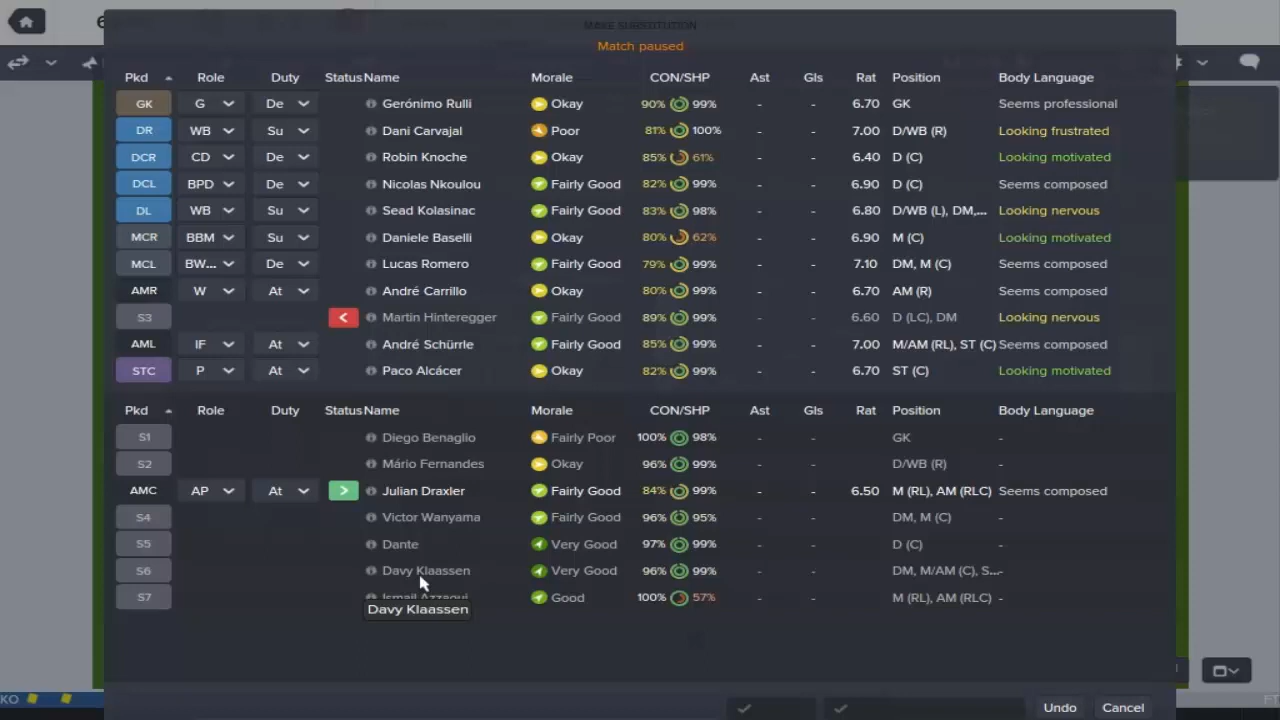 MAKE SUBSTITUTION
Match paused
Pkd Role Duty Status Name Morale CON/SHP Ast Gls Rat Position Body Language
GK G De Gerónimo Rulli Okay 90% 99% - - 6.70 GK Seems professional
DR WB Su Dani Carvajal Poor 81% 100% - - 7.00 D/WB (R) Looking frustrated
DCR CD De Robin Knoche Okay 85% 61% - - 6.40 D (C) Looking motivated
DCL BPD De Nicolas Nkoulou Fairly Good 82% 99% - - 6.90 D (C) Seems composed
DL WB Su Sead Kolasinac Fairly Good 83% 98% - - 6.80 D/WB (L), DM,... Looking nervous
MCR BBM Su Daniele Baselli Okay 80% 62% - - 6.90 M (C) Looking motivated
MCL BW... De Lucas Romero Fairly Good 79% 99% - - 7.10 DM, M (C) Seems composed
AMR W At André Carrillo Okay 80% 99% - - 6.70 AM (R) Seems composed
S3 < Martin Hinteregger Fairly Good 89% 99% - - 6.60 D (LC), DM Looking nervous
AML IF At André Schürrle Fairly Good 85% 99% - - 7.00 M/AM (RL), ST (C) Seems composed
STC P At Paco Alcácer Okay 82% 99% - - 6.70 ST (C) Looking motivated
Pkd Role Duty Status Name Morale CON/SHP Ast Gls Rat Position Body Language
S1 Diego Benaglio Fairly Poor 100% 98% - - GK -
S2 Mário Fernandes Okay 96% 99% - - D/WB (R) -
AMC AP At > Julian Draxler Fairly Good 84% 99% - - 6.50 M (RL), AM (RLC) Seems composed
S4 Victor Wanyama Fairly Good 96% 95% - - DM, M (C) -
S5 Dante Very Good 97% 99% - - D (C) -
S6 Davy Klaassen Very Good 96% 99% - - DM, M/AM (C), S... -
S7 Ismail Azzaoui Good 100% 57% - - M (RL), AM (RLC) -
Davy Klaassen
Undo Cancel
KO
FT